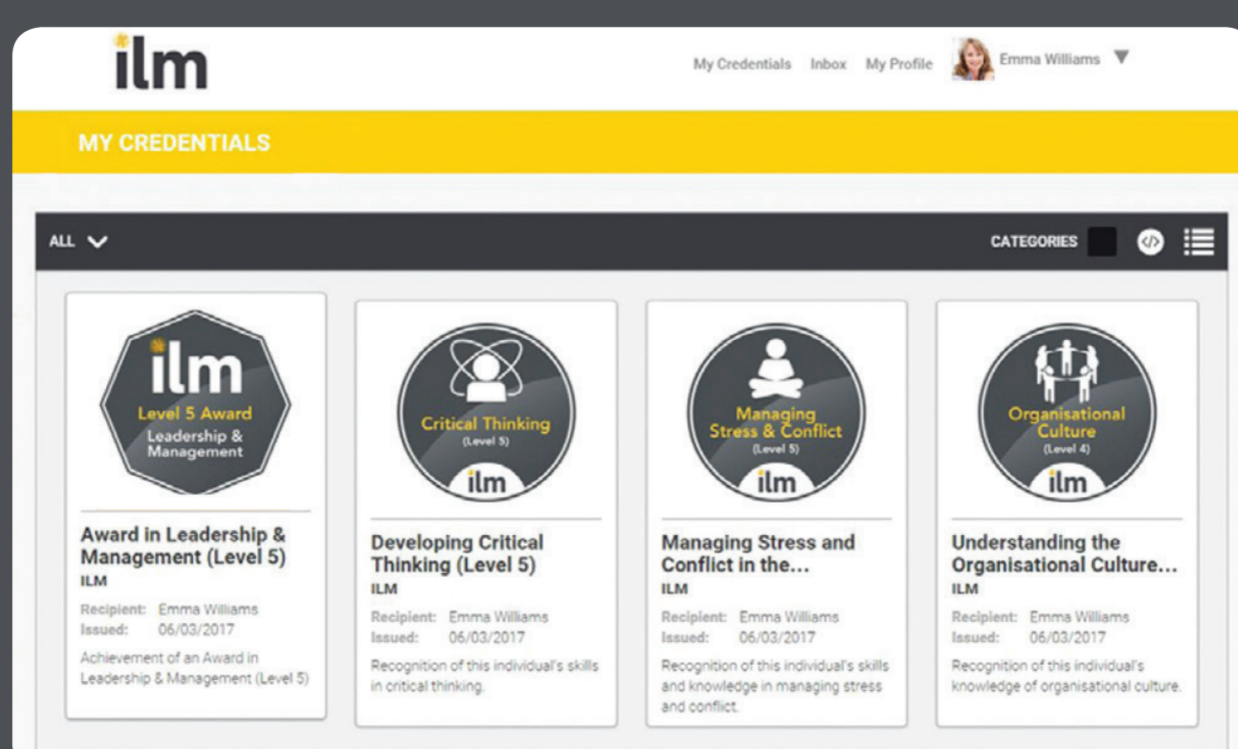 ilm
My Credentials Inbox My Profile Emma Williams
MY CREDENTIALS
ALL CATEGORIES
ilm
Level 5 Award
Leadership &
Management
Award in Leadership &
Management (Level 5)
ILM
Recipient: Emma Williams
Issued: 06/03/2017
Achievement of an Award in
Leadership & Management (Level 5)
Critical Thinking
(Level 5)
ilm
Developing Critical
Thinking (Level 5)
ILM
Recipient: Emma Williams
Issued: 06/03/2017
Recognition of this individual's skills
in critical thinking.
Managing
Stress & Conflict
(Level 5)
ilm
Managing Stress and
Conflict in the...
ILM
Recipient: Emma Williams
Issued: 06/03/2017
Recognition of this individual's skills
and knowledge in managing stress
and conflict.
Organisational
Culture
(Level 4)
ilm
Understanding the
Organisational Culture...
ILM
Recipient: Emma Williams
Issued: 06/03/2017
Recognition of this individual's
knowledge of organisational culture.